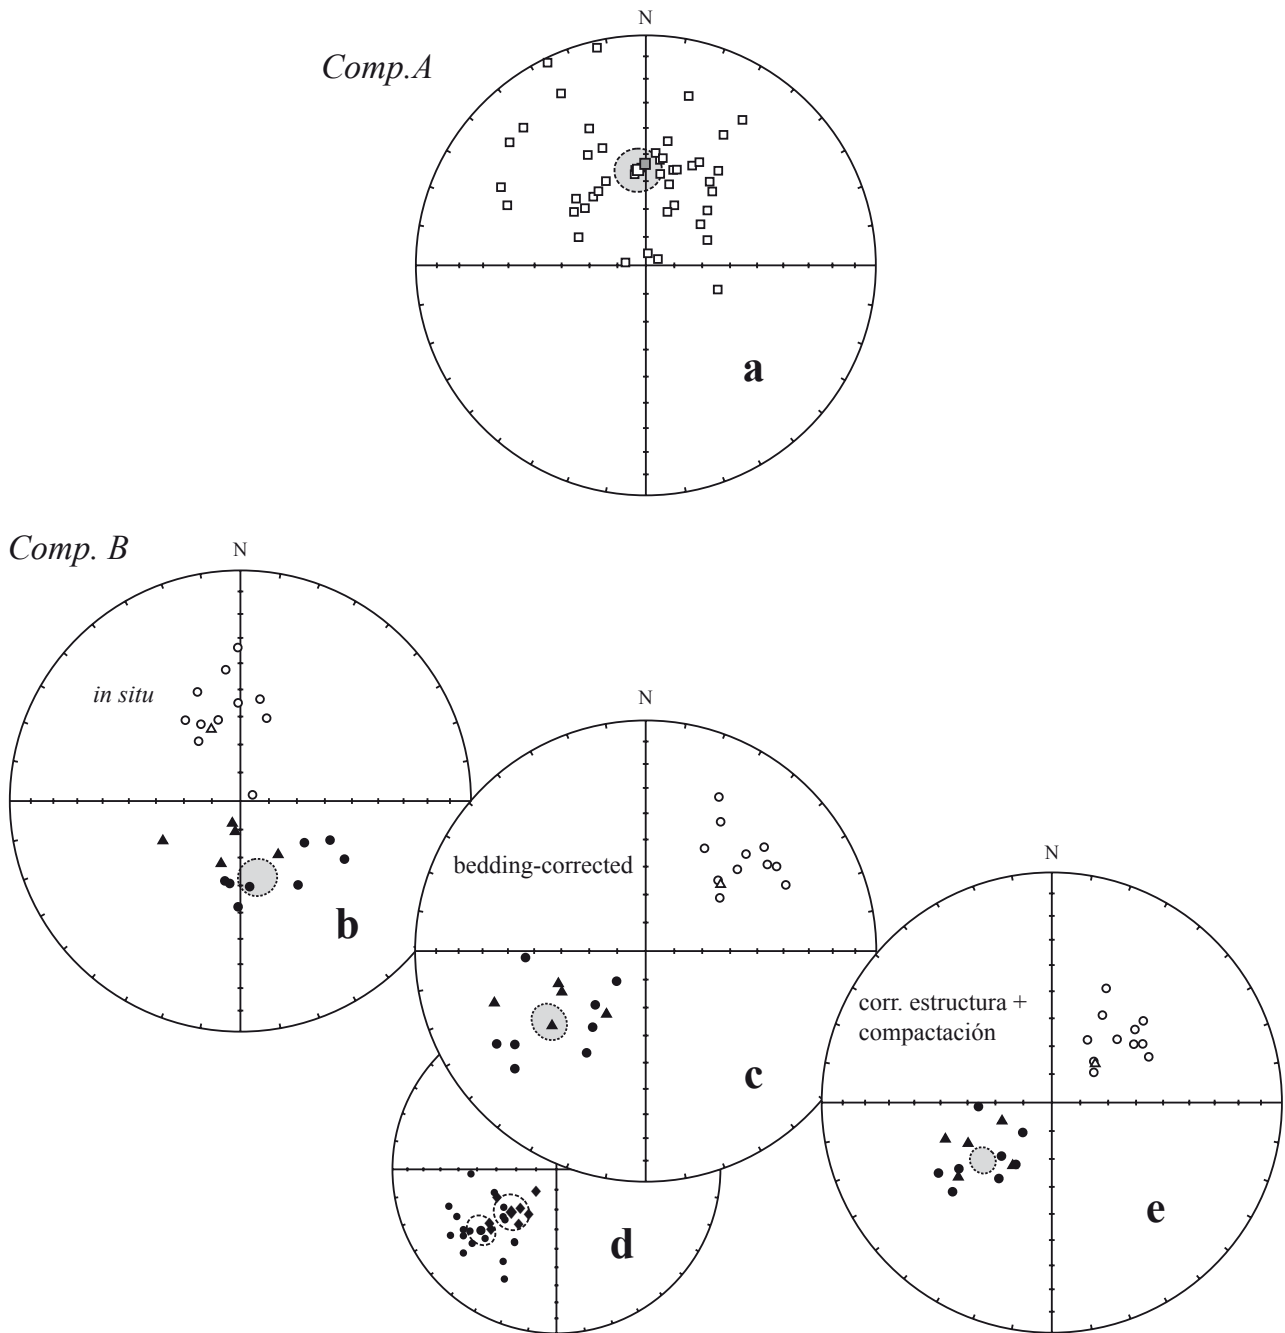 N
Comp.A
a
Comp. B
N
in situ
b
N
bedding-corrected
c
d
N
corr. estructura +
compactación
e